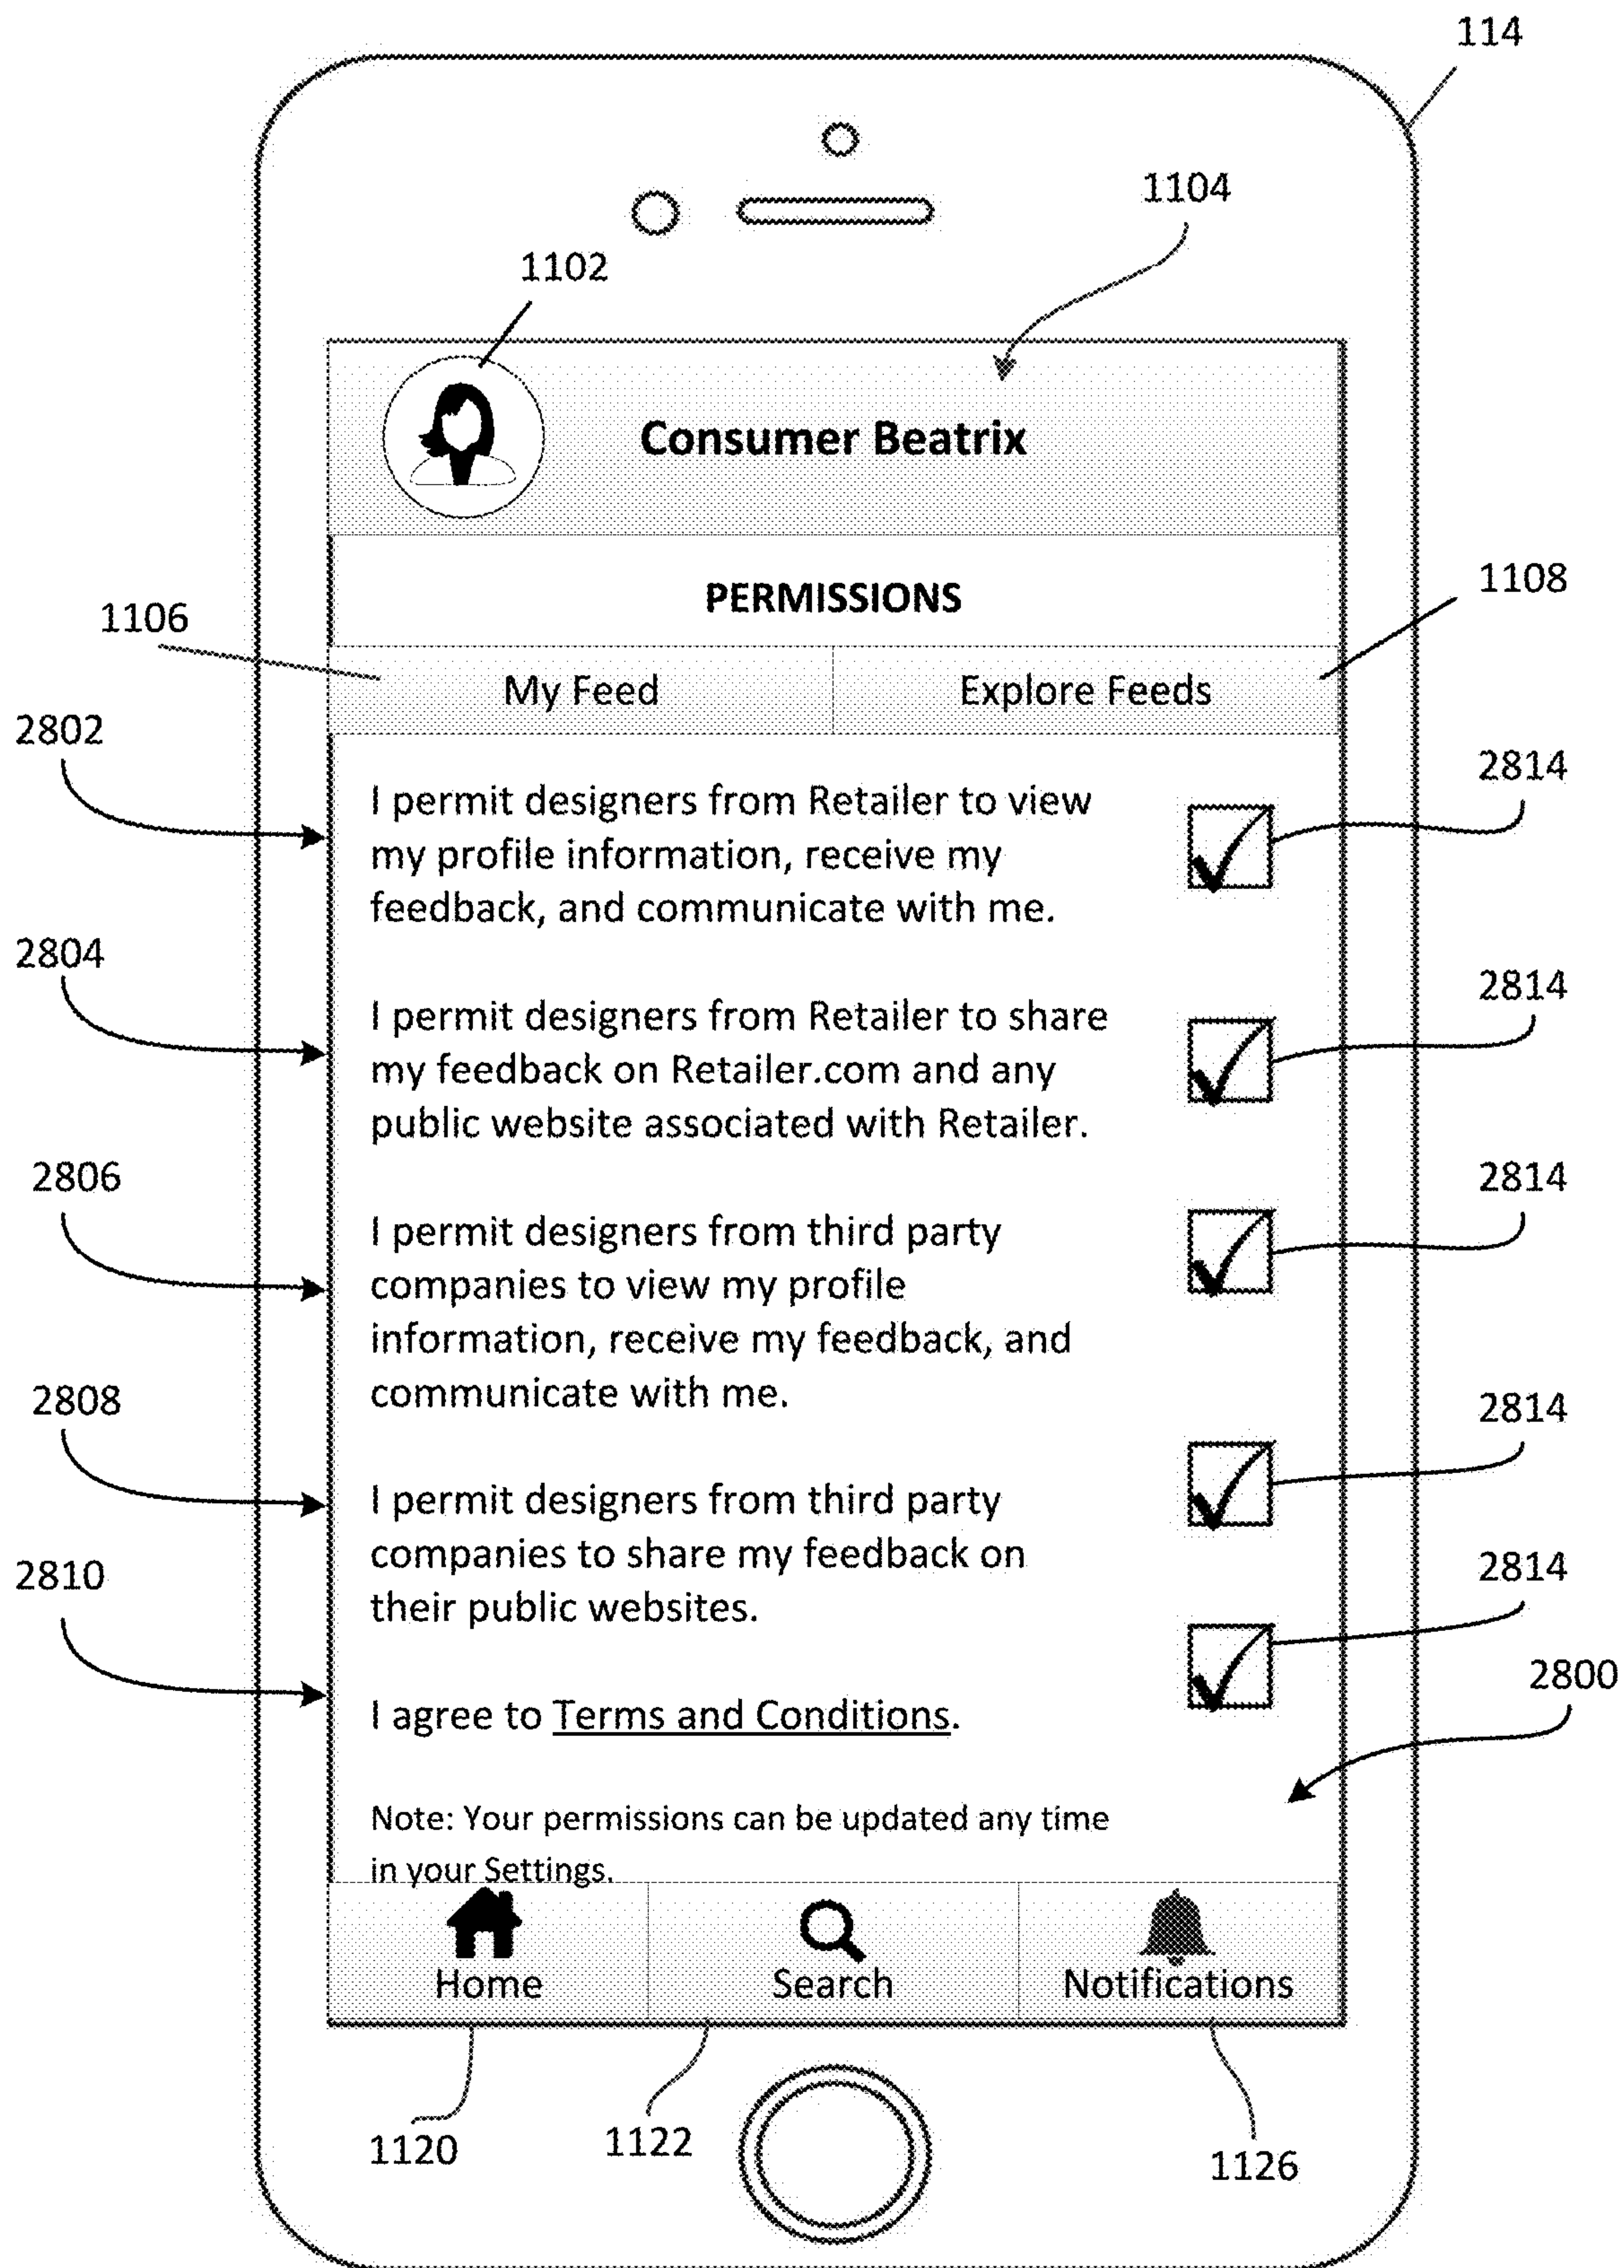 114
1104
1102
Consumer Beatrix
PERMISSIONS
1108
1106
My Feed
Explore Feeds
2802
2814
I permit designers from Retailer to view
my profile information, receive my
feedback, and communicate with me.
2804
2814
I permit designers from Retailer to share
my feedback on Retailer.com and any
public website associated with Retailer.
2806
2814
I permit designers from third party
companies to view my profile
information, receive my feedback, and
communicate with me.
2808
2814
I permit designers from third party
companies to share my feedback on
their public websites.
2810
2814
2800
I agree to Terms and Conditions.
Note: Your permissions can be updated any time
in your Settings.
Home
Search
Notifications
1120
1122
1126